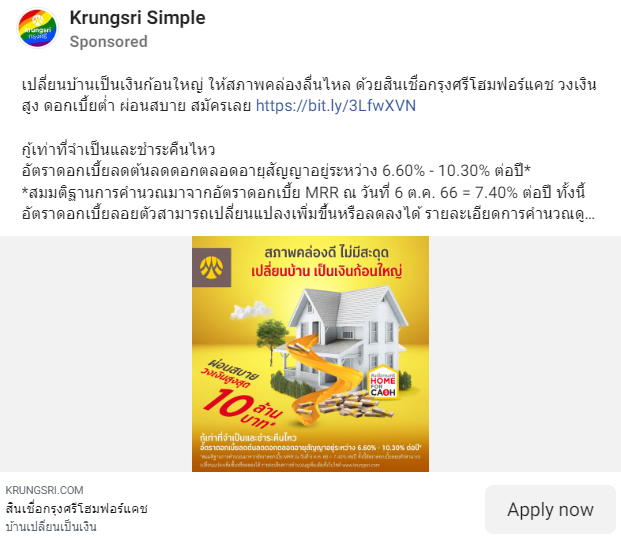 Krungsri Simple
Sponsored
krungsri
กรุงศรี
เปลี่ยนบ้านเป็นเงินก้อนใหญ่ ให้สภาพคล่องลื่นไหล ด้วยสินเชื่อกรุงศรีโฮมฟอร์แคช วงเงิน
สูง ดอกเบี้ยต่ำ ผ่อนสบาย สมัครเลย https://bit.ly/3LfwXVN
กู้เท่าที่จำเป็นและชำระคืนไหว
อัตราดอกเบี้ยลดต้นลดดอกตลอดอายุสัญญาอยู่ระหว่าง 6.60% - 10.30% ต่อปี*
*สมมติฐานการคำนวณมาจากอัตราดอกเบี้ย MRR ณ วันที่ 6 ต.ค. 66 = 7.40% ต่อปี ทั้งนี้
อัตราดอกเบี้ยลอยตัวสามารถเปลี่ยนแปลงเพิ่มขึ้นหรือลดลงได้ รายละเอียดการคำนวณดู...
สภาพคล่องดี ไม่มีสะดุด
เปลี่ยนบ้าน เป็นเงินก้อนใหญ่
ผ่อนสบาย
วงเงินสูงสุด
10 ล้าน
บาท*
HOME
FOR
CA$H
กู้เท่าที่จำเป็นและชำระคืนไหว
อัตราดอกเบี้ยลดต้นลดดอกตลอดอายุสัญญาอยู่ระหว่าง 6.60% - 10.30% ต่อปี*
KRUNGSRI.COM
สินเชื่อกรุงศรีโฮมฟอร์แคช
บ้านเปลี่ยนเป็นเงิน
Apply now